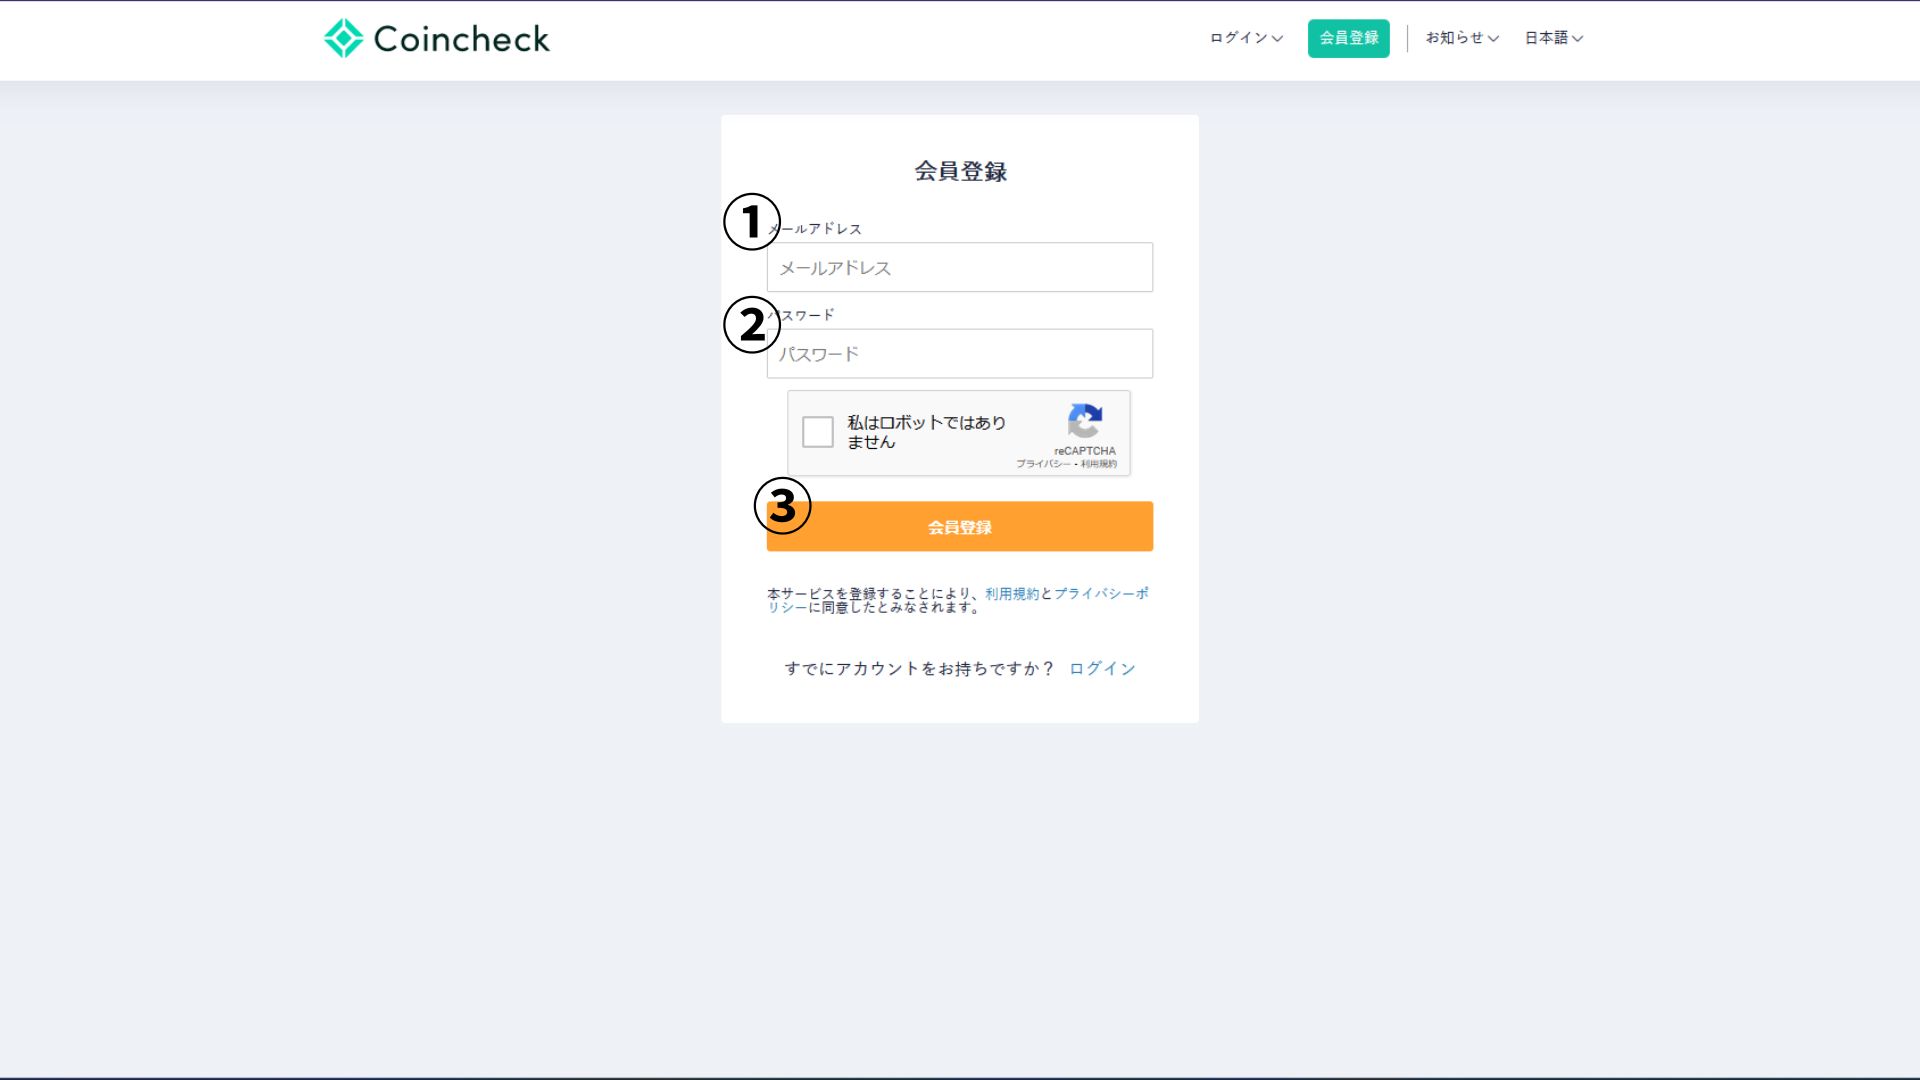 Coincheck
ログイン 会員登録 お知らせ 日本語
会員登録
1
メールアドレス
メールアドレス
2
パスワード
パスワード
私はロボットではあり
ません
reCAPTCHA
プライバシー・利用規約
3
会員登録
本サービスを登録することにより、利用規約とプライバシーポ
リシーに同意したとみなされます。
すでにアカウントをお持ちですか？ ログイン